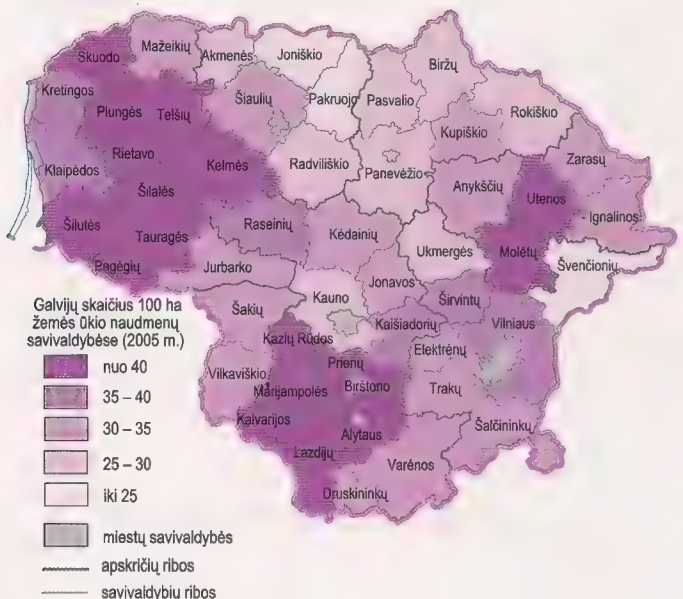 Skuodo
Mažeikių
Akmenės
Joniškio
Biržų
Kretingos
Plungės
Telšių
Šiaulių
Pakruojo
Pasvalio
Rokiškio
Kupiškio
Rietavo
Klaipėdos
Kelmės
Radviliškio
Panevėžio
Zarasų
Anykščių
Šilalės
Utenos
Ignalinos
Šilutės
Tauragės
Raseinių
Kėdainių
Ukmergės
Molėtų
Švenčionių
Pagėgių
Jurbarko
Jonavos
Širvintų
Šakių
Kauno
Kaišiadorių
Vilniaus
Kazlų Rūdos
Elektrėnų
Vilkaviškio
Prienų
Marijampolės
Birštono
Trakų
Kalvarijos
Alytaus
Šalčininkų
Lazdijų
Varėnos
Druskininkų
Galvijų skaičius 100 ha
žemės ūkio naudmenų
savivaldybėse (2005 m.)
nuo 40
35 – 40
30 – 35
25 – 30
iki 25
miestų savivaldybės
apskričių ribos
savivaldybių ribos